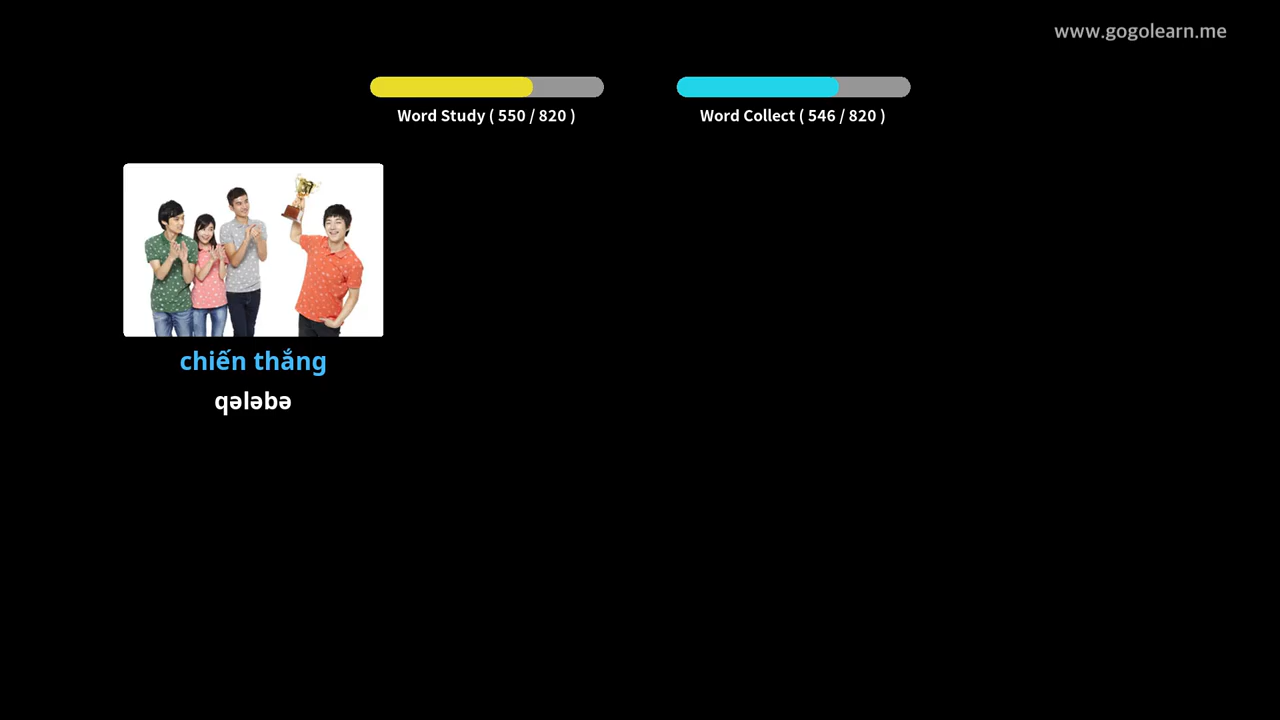 www.gogolearn.me
Word Study ( 550 / 820 )
Word Collect ( 546 / 820 )
chiến thắng
qələbə